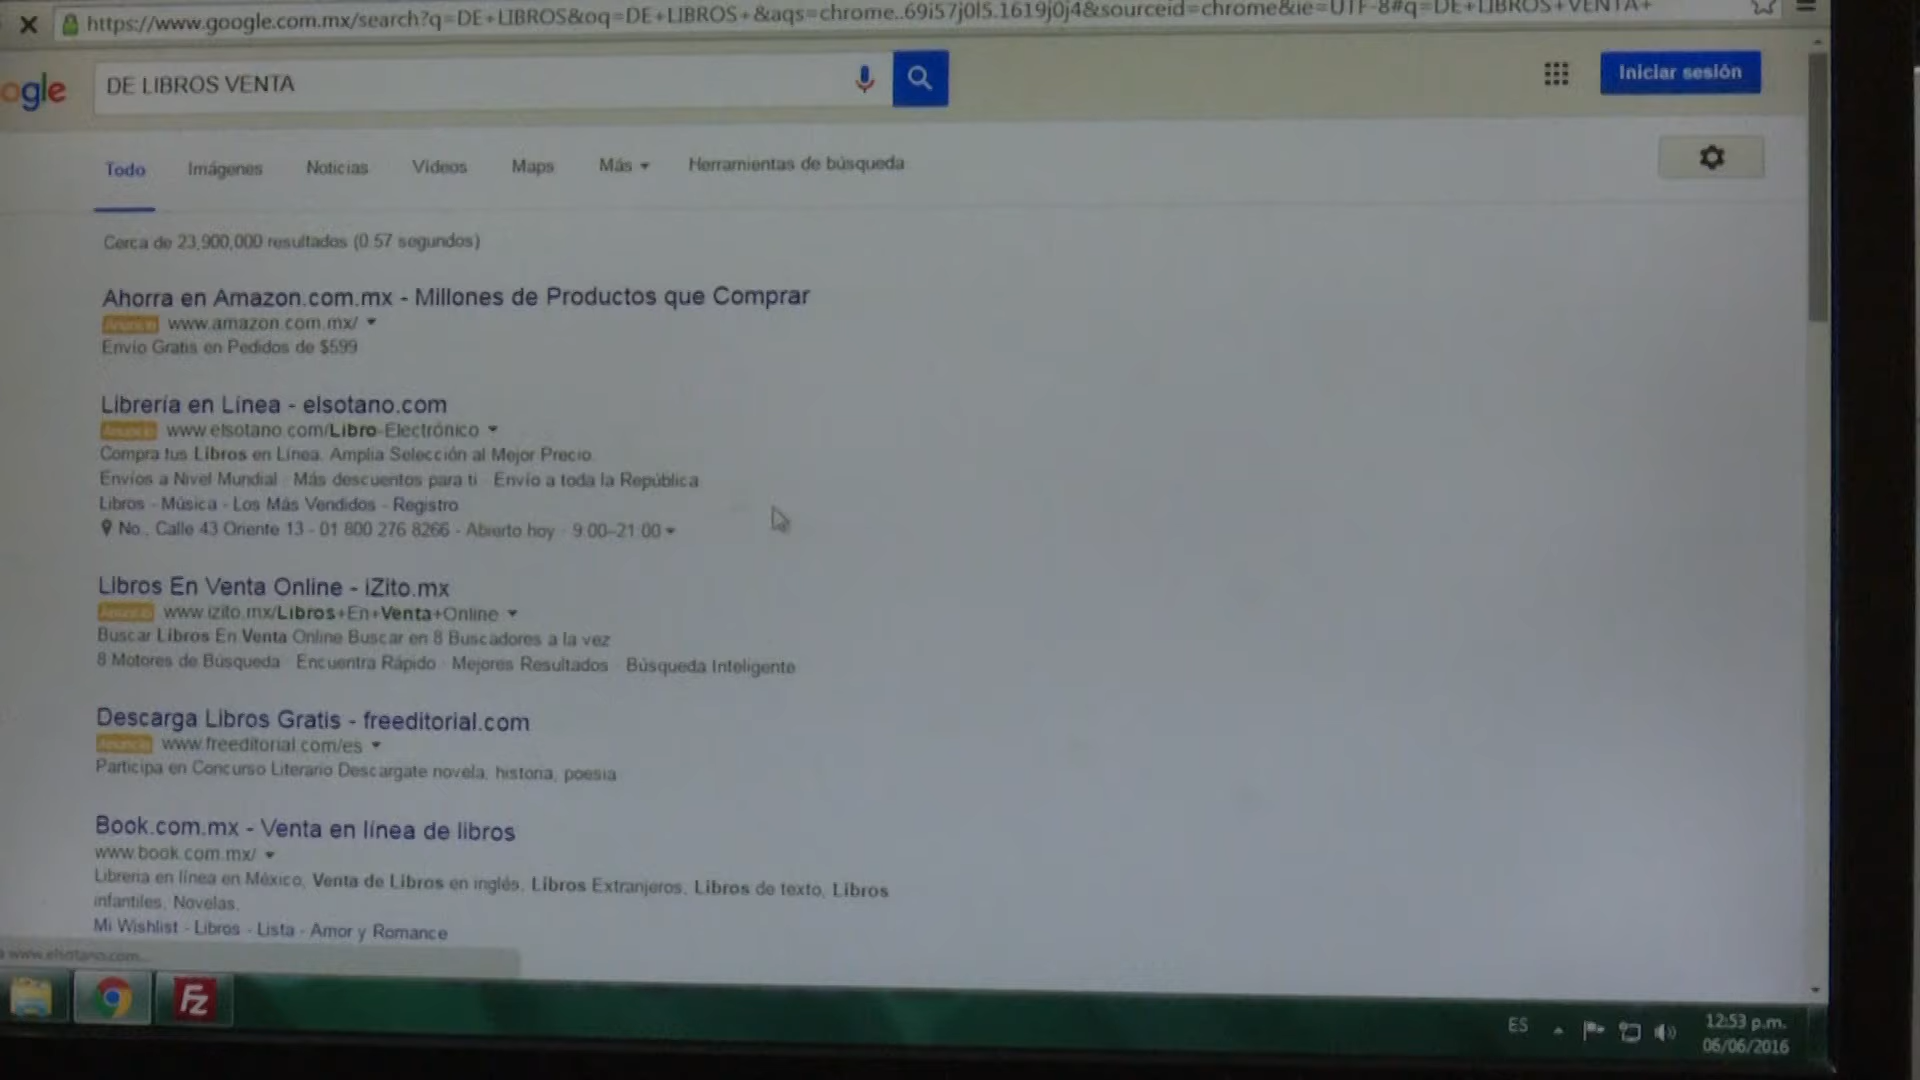 https://www.google.com.mx/search?q=DE+LIBROS&oq=DE+LIBROS+&aqs=chrome..69i57j0l5.1619j0j4&sourceid=chrome&ie=UTF-8#q=DE+LIBROS+VENTA+
ogle DE LIBROS VENTA Iniciar sesión
Todo Imágenes Noticias Videos Maps Más Herramientas de búsqueda
Cerca de 23,900,000 resultados (0.57 segundos)
Ahorra en Amazon.com.mx - Millones de Productos que Comprar
Anuncio www.amazon.com.mx/
Envío Gratis en Pedidos de $599
Librería en Línea - elsotano.com
Anuncio www.elsotano.com/Libro-Electrónico
Compra tus Libros en Línea. Amplia Selección al Mejor Precio.
Envíos a Nivel Mundial · Más descuentos para ti · Envío a toda la República
Libros - Música - Los Más Vendidos - Registro
No., Calle 43 Oriente 13 - 01 800 276 8266 - Abierto hoy · 9:00–21:00
Libros En Venta Online - iZito.mx
Anuncio www.izito.mx/Libros+En+Venta+Online
Buscar Libros En Venta Online Buscar en 8 Buscadores a la vez
8 Motores de Búsqueda · Encuentra Rápido · Mejores Resultados · Búsqueda Inteligente
Descarga Libros Gratis - freeditorial.com
Anuncio www.freeditorial.com/es
Participa en Concurso Literario Descargate novela, historia, poesia
Book.com.mx - Venta en línea de libros
www.book.com.mx/
Libreria en línea en México, Venta de Libros en inglés, Libros Extranjeros, Libros de texto, Libros
infantiles, Novelas.
Mi Wishlist - Libros - Lista - Amor y Romance
a www.elsotano.com...
Fz
ES
12:53 p.m.
06/06/2016